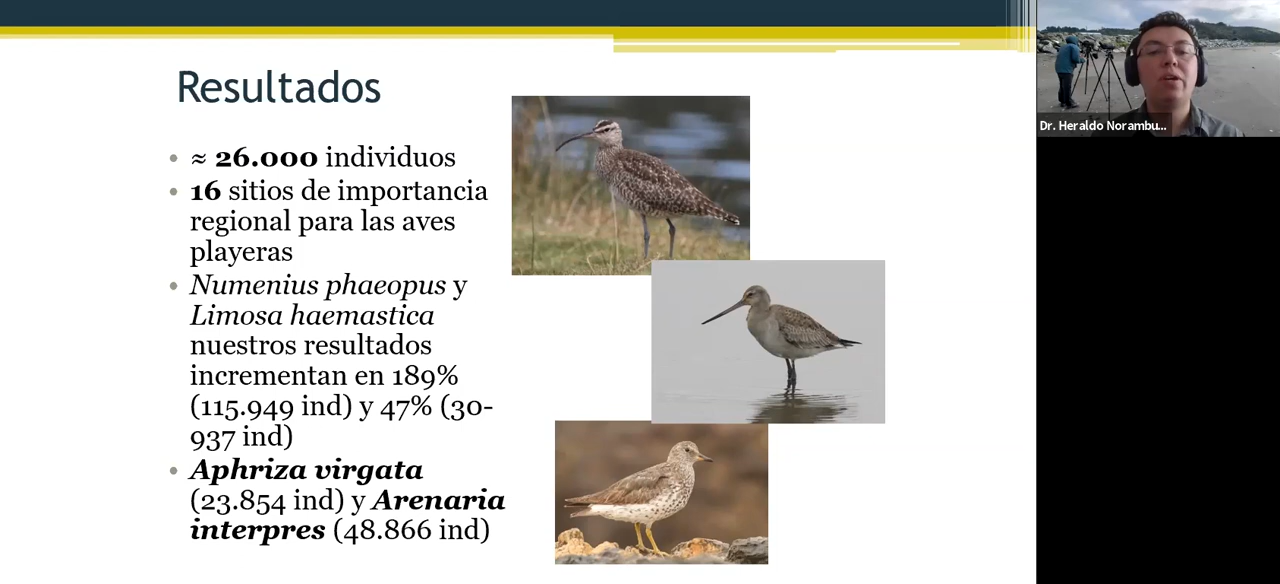 Resultados
• ≈ 26.000 individuos
• 16 sitios de importancia
regional para las aves
playeras
• Numenius phaeopus y
Limosa haemastica
nuestros resultados
incrementan en 189%
(115.949 ind) y 47% (30-
937 ind)
• Aphriza virgata
(23.854 ind) y Arenaria
interpres (48.866 ind)
Dr. Heraldo Norambu...